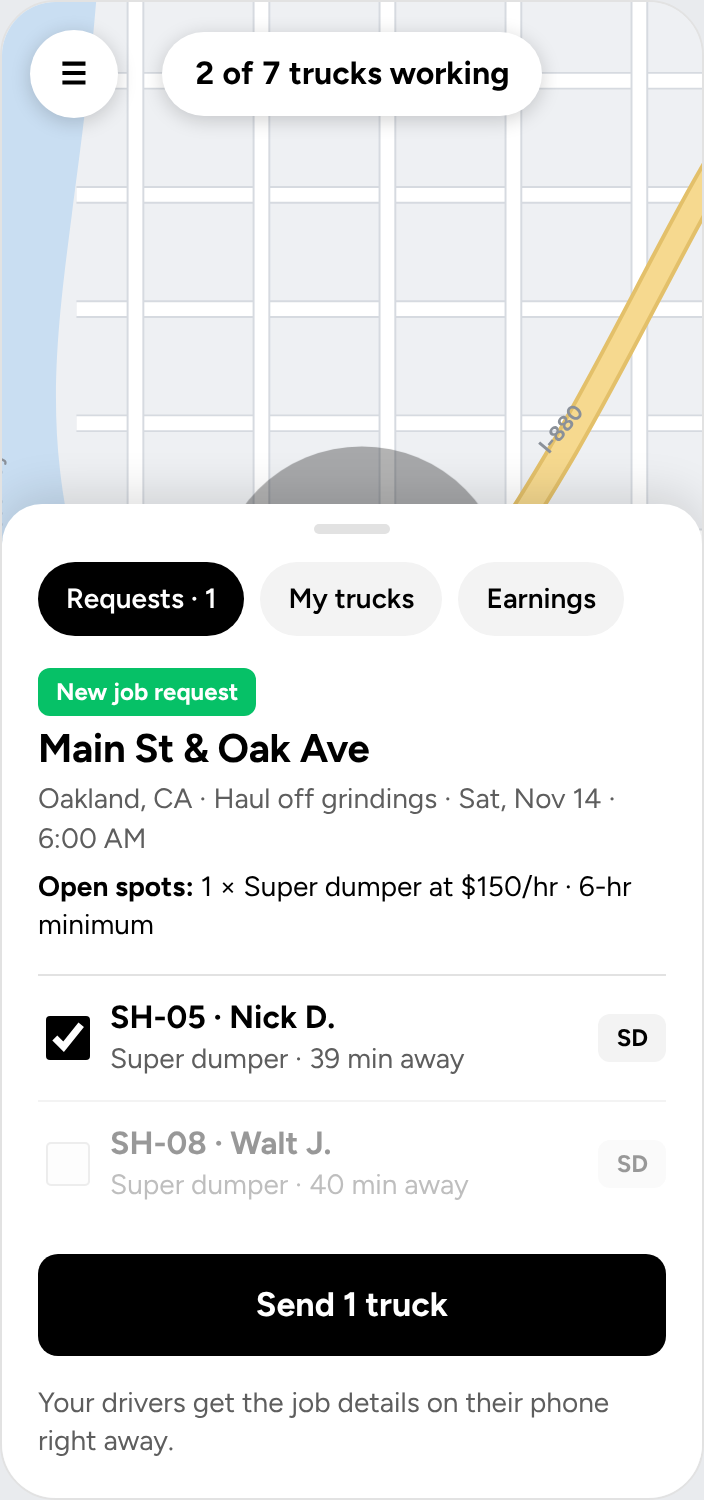 ☰
2 of 7 trucks working
I-880
Requests · 1
My trucks
Earnings
New job request
Main St & Oak Ave
Oakland, CA · Haul off grindings · Sat, Nov 14 ·
6:00 AM
Open spots: 1 × Super dumper at $150/hr · 6-hr
minimum
SH-05 · Nick D.
Super dumper · 39 min away
SD
SH-08 · Walt J.
Super dumper · 40 min away
SD
Send 1 truck
Your drivers get the job details on their phone
right away.